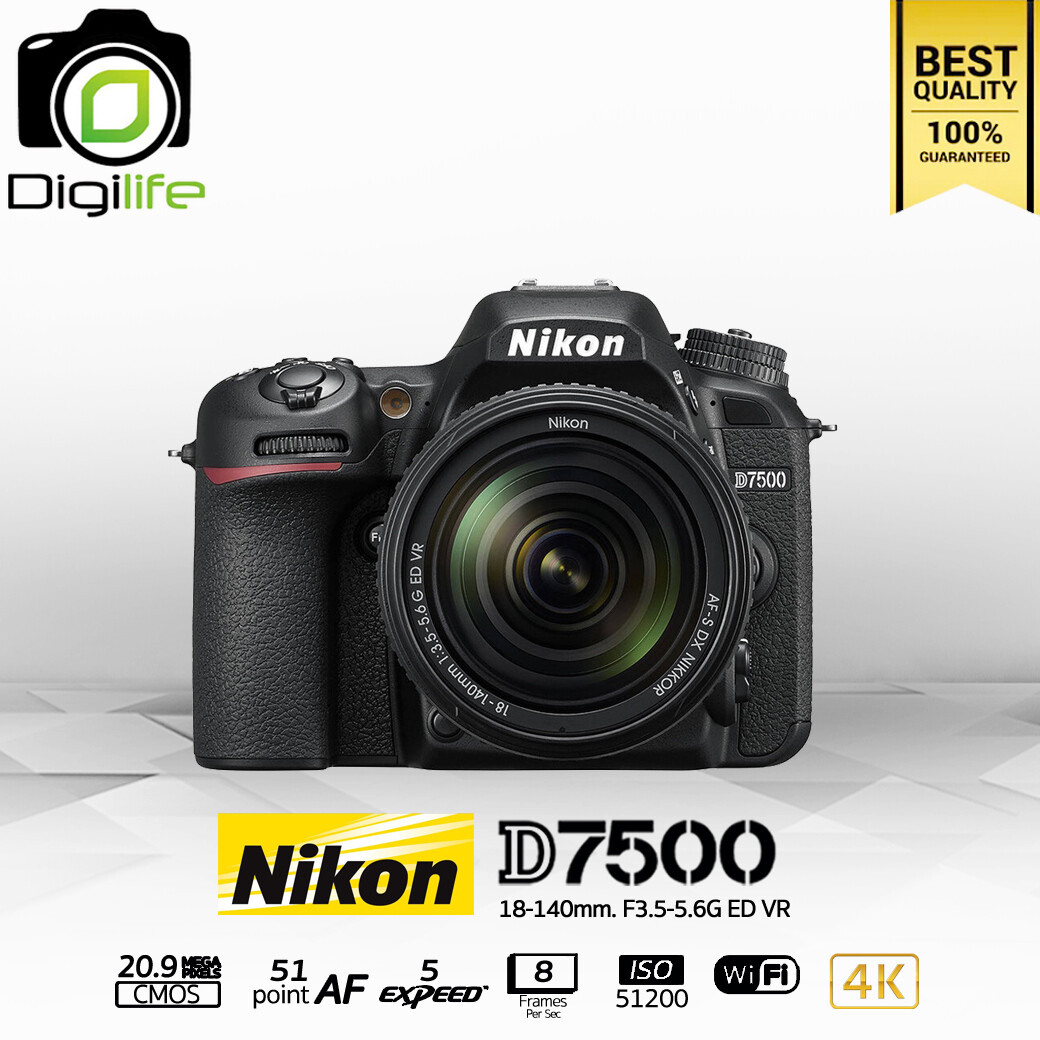 Digilife
BEST
QUALITY
100%
GUARANTEED
Nikon
Nikon
D7500
18-140mm 1:3.5-5.6 G ED VR
AF-S DX NIKKOR
Nikon
D7500
18-140mm. F3.5-5.6G ED VR
20.9 MEGA PIXELS
CMOS
51
point AF
5
EXPEED
8
Frames
Per Sec
ISO
51200
WiFi
4K